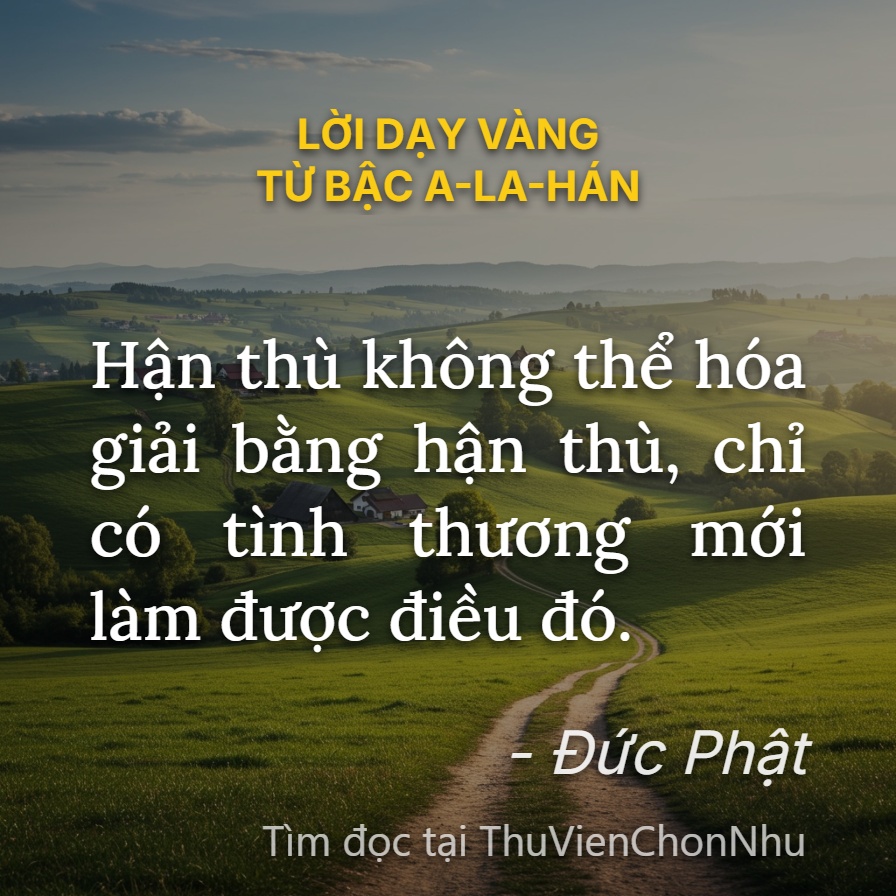 LỜI DẠY VÀNG
TỪ BẬC A-LA-HÁN
Hận thù không thể hóa
giải bằng hận thù, chỉ
có tình thương mới
làm được điều đó.
- Đức Phật
Tìm đọc tại ThuVienChonNhu